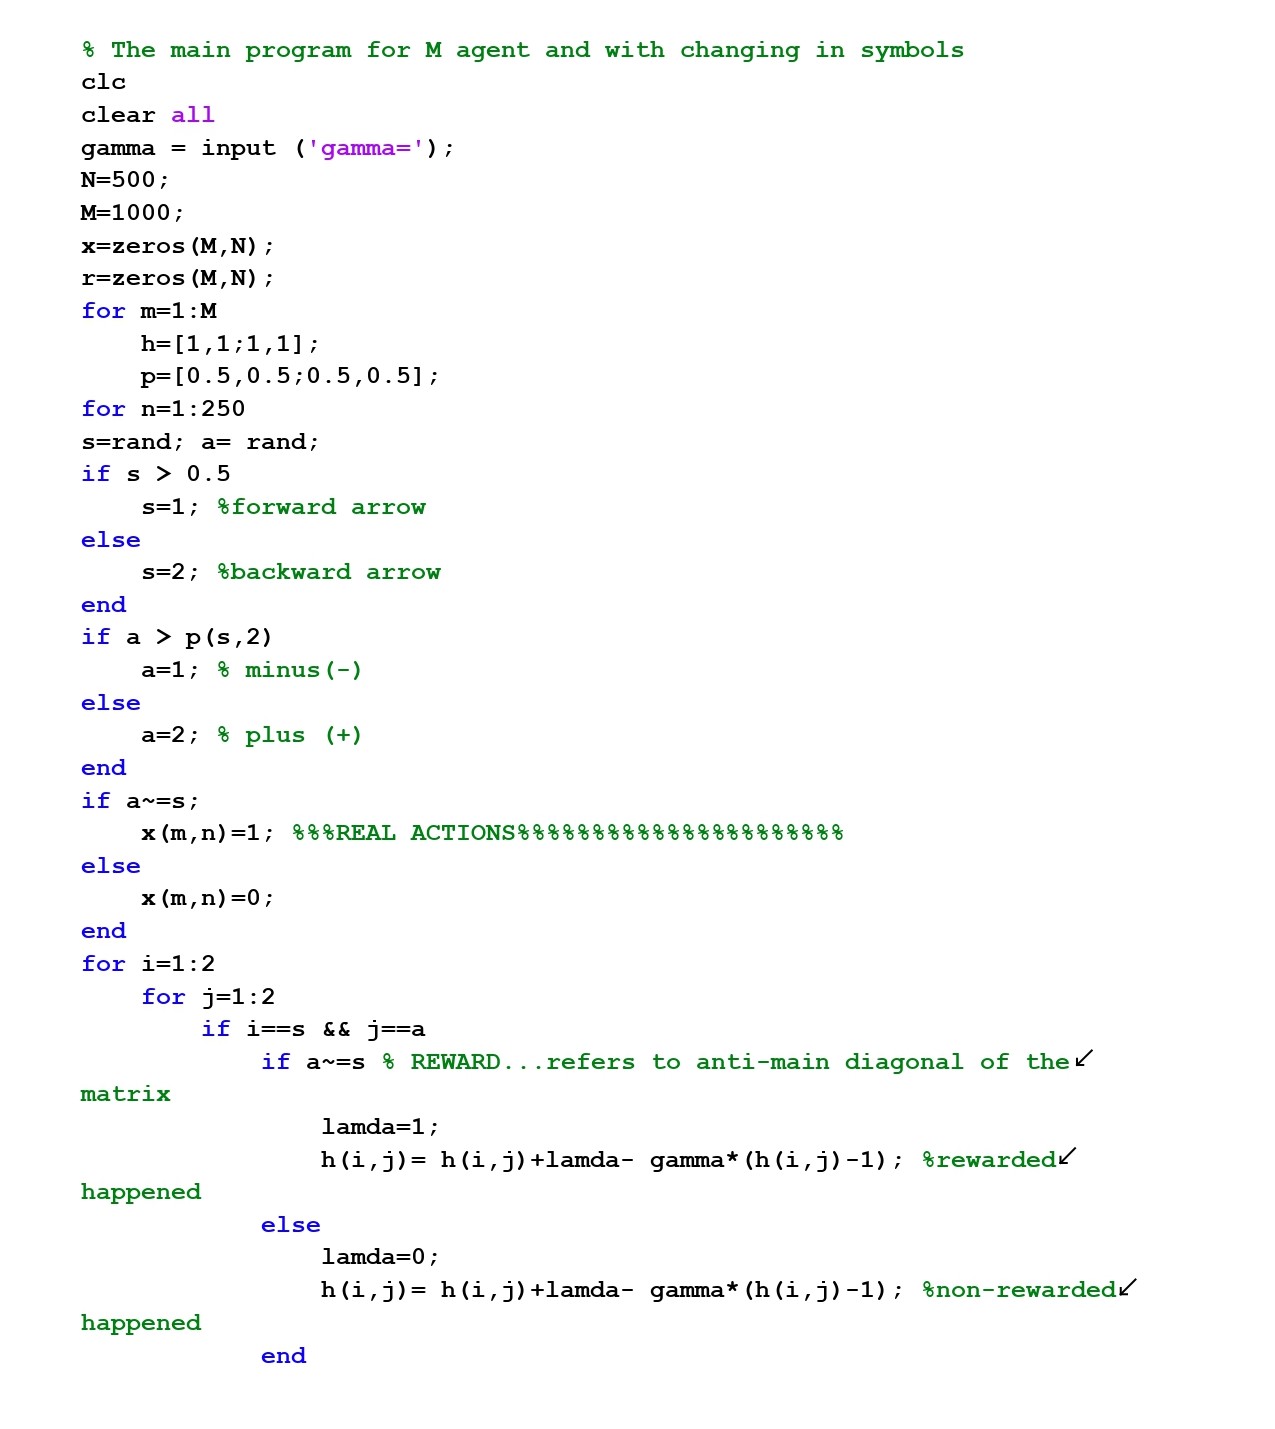 % The main program for M agent and with changing in symbols
clc
clear all
gamma = input ('gamma=');
N=500;
M=1000;
x=zeros(M,N);
r=zeros(M,N);
for m=1:M
    h=[1,1;1,1];
    p=[0.5,0.5;0.5,0.5];
for n=1:250
s=rand; a= rand;
if s > 0.5
    s=1; %forward arrow
else
    s=2; %backward arrow
end
if a > p(s,2)
    a=1; % minus(-)
else
    a=2; % plus (+)
end
if a~=s;
    x(m,n)=1; %%%REAL ACTIONS%%%%%%%%%%%%%%%%%%%%%%
else
    x(m,n)=0;
end
for i=1:2
    for j=1:2
        if i==s && j==a
            if a~=s % REWARD...refers to anti-main diagonal of the↙
matrix
                lamda=1;
                h(i,j)= h(i,j)+lamda- gamma*(h(i,j)-1); %rewarded↙
happened
            else
                lamda=0;
                h(i,j)= h(i,j)+lamda- gamma*(h(i,j)-1); %non-rewarded↙
happened
            end